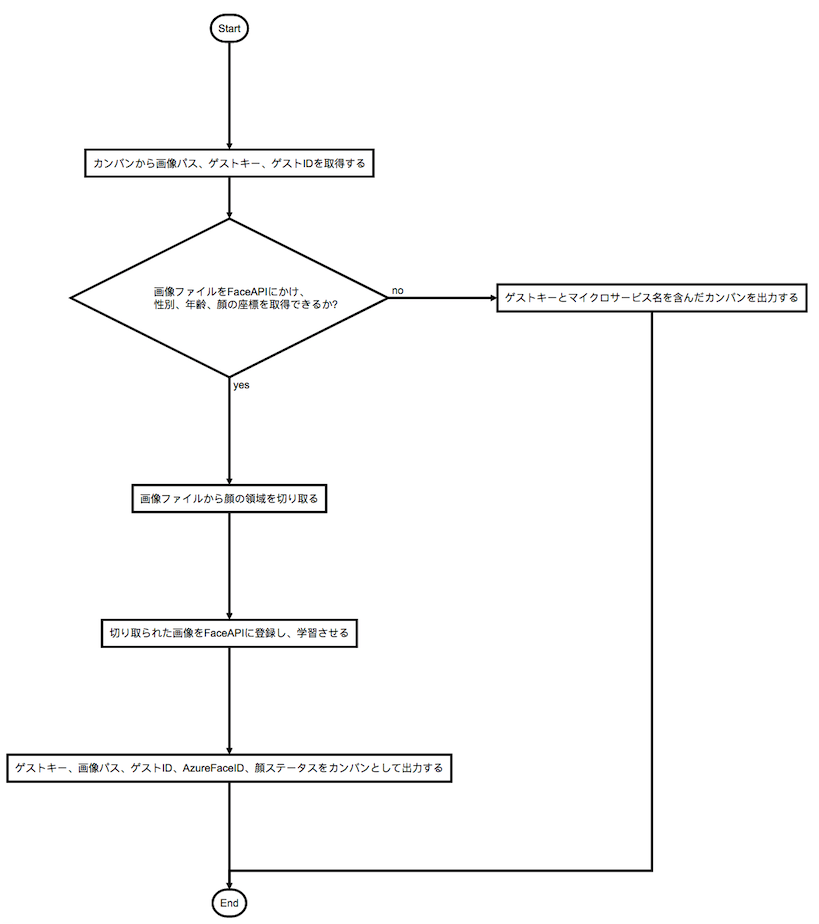 Start
カンバンから画像パス、ゲストキー、ゲストIDを取得する
画像ファイルをFaceAPIにかけ、
性別、年齢、顔の座標を取得できるか?
no
ゲストキーとマイクロサービス名を含んだカンバンを出力する
yes
画像ファイルから顔の領域を切り取る
切り取られた画像をFaceAPIに登録し、学習させる
ゲストキー、画像パス、ゲストID、AzureFaceID、顔ステータスをカンバンとして出力する
End